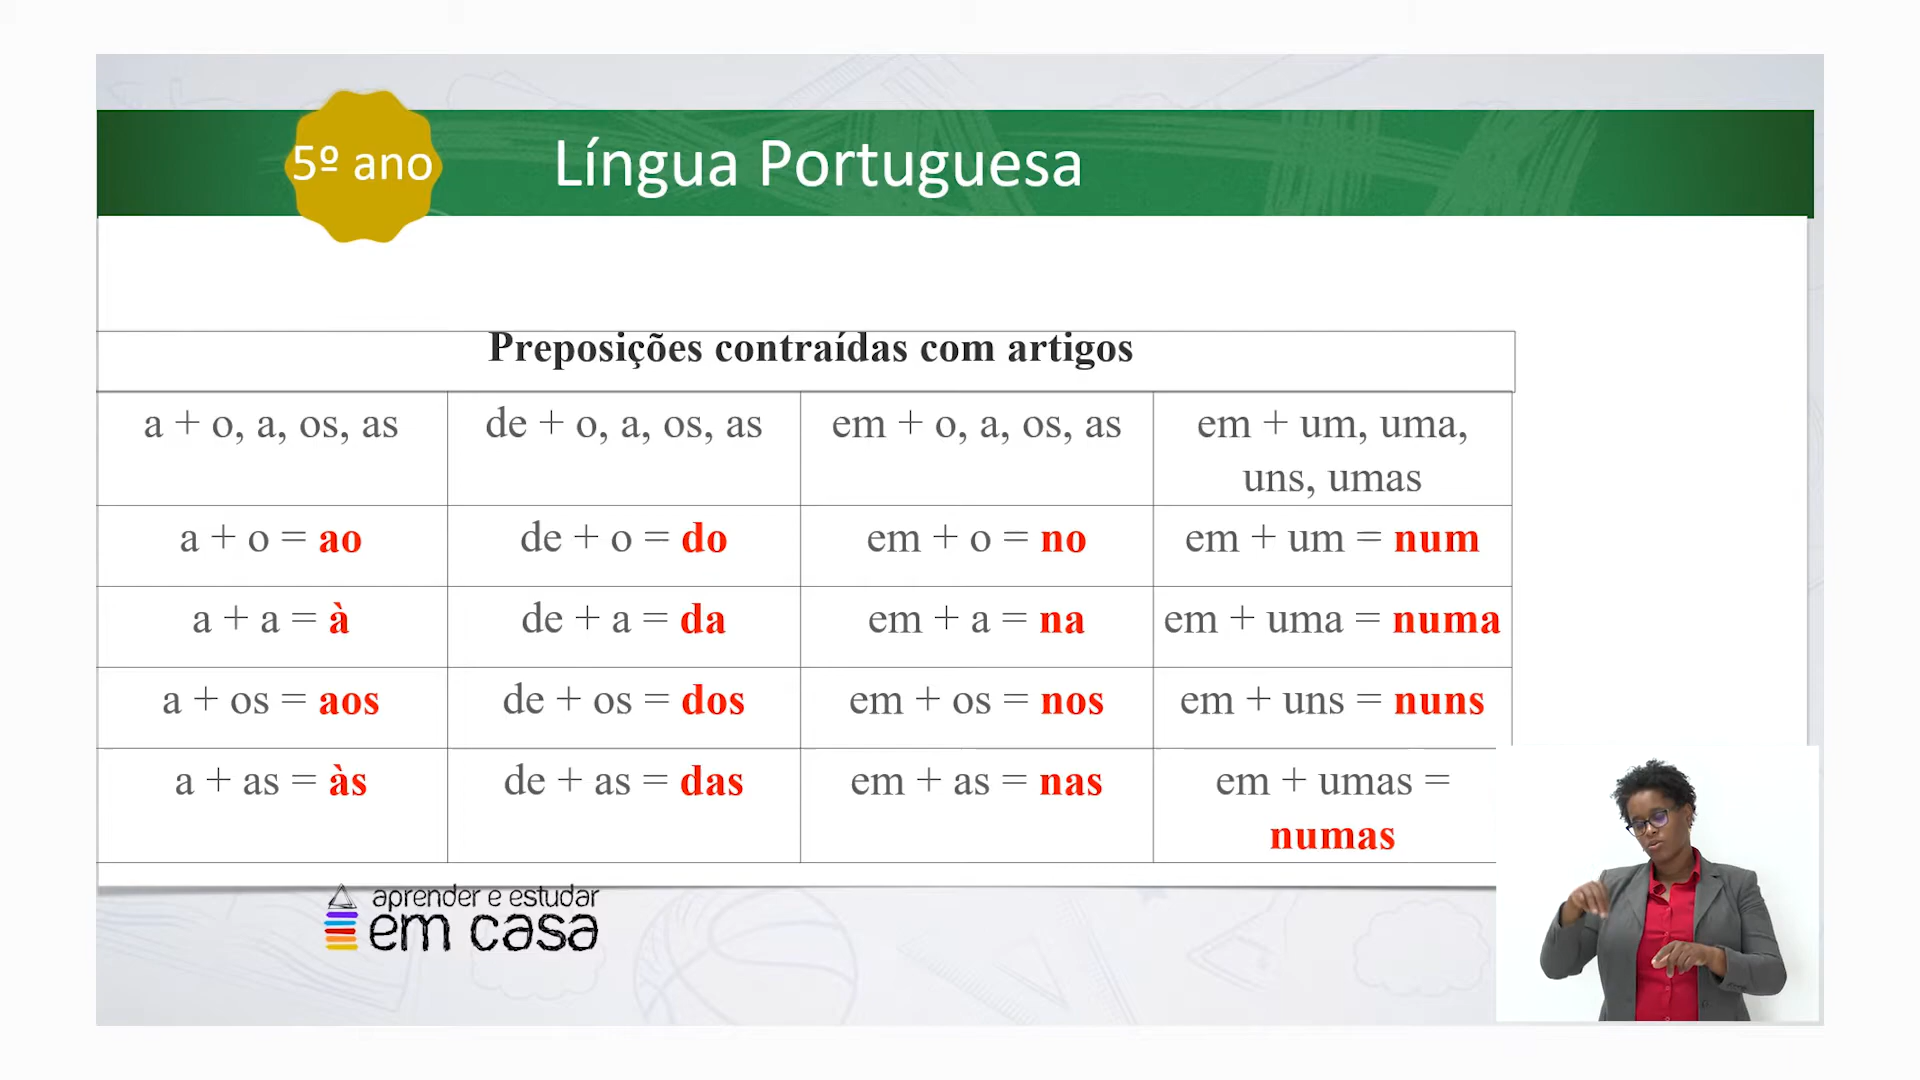 5º ano
Língua Portuguesa
Preposições contraídas com artigos
a + o, a, os, as
de + o, a, os, as
em + o, a, os, as
em + um, uma,
uns, umas
a + o = ao
de + o = do
em + o = no
em + um = num
a + a = à
de + a = da
em + a = na
em + uma = numa
a + os = aos
de + os = dos
em + os = nos
em + uns = nuns
a + as = às
de + as = das
em + as = nas
em + umas =
numas
aprender e estudar
em casa